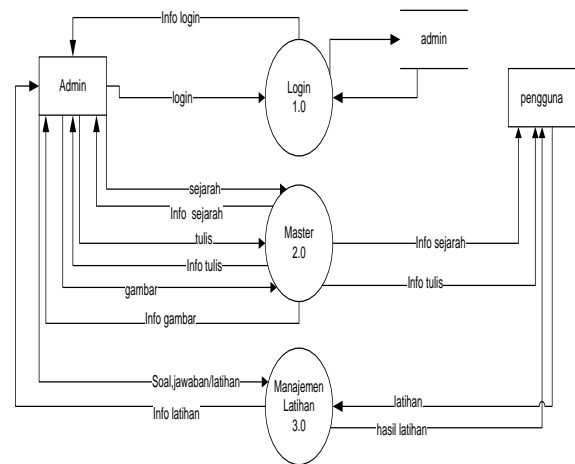 Info login
admin
Admin
login
Login
1.0
pengguna
sejarah
Info sejarah
tulis
Info tulis
gambar
Info gambar
Master
2.0
Info sejarah
Info tulis
Soal,jawaban/latihan
Info latihan
Manajemen
Latihan
3.0
latihan
hasil latihan